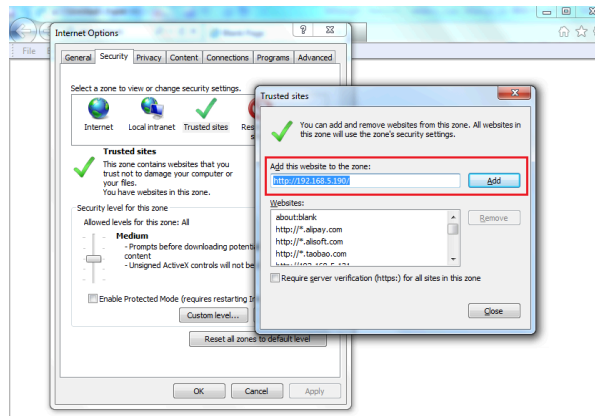 Internet Options
File
General Security Privacy Content Connections Programs Advanced
Select a zone to view or change security settings.
Internet Local intranet Trusted sites
Trusted sites
This zone contains websites that you
trust not to damage your computer or
your files.
You have websites in this zone.
Security level for this zone
Allowed levels for this zone: All
Medium
- Prompts before downloading
content
- Unsigned ActiveX controls will not be
Enable Protected Mode (requires restarting
Custom level...
Reset all zones to default level
OK Cancel Apply
Trusted sites
You can add and remove websites from this zone. All websites in
this zone will use the zone's security settings.
Add this website to the zone:
http://192.168.5.190/ Add
Websites:
about:blank Remove
http://*.alipay.com
http://*.alisoft.com
http://*.taobao.com
Require server verification (https:) for all sites in this
zone
Close